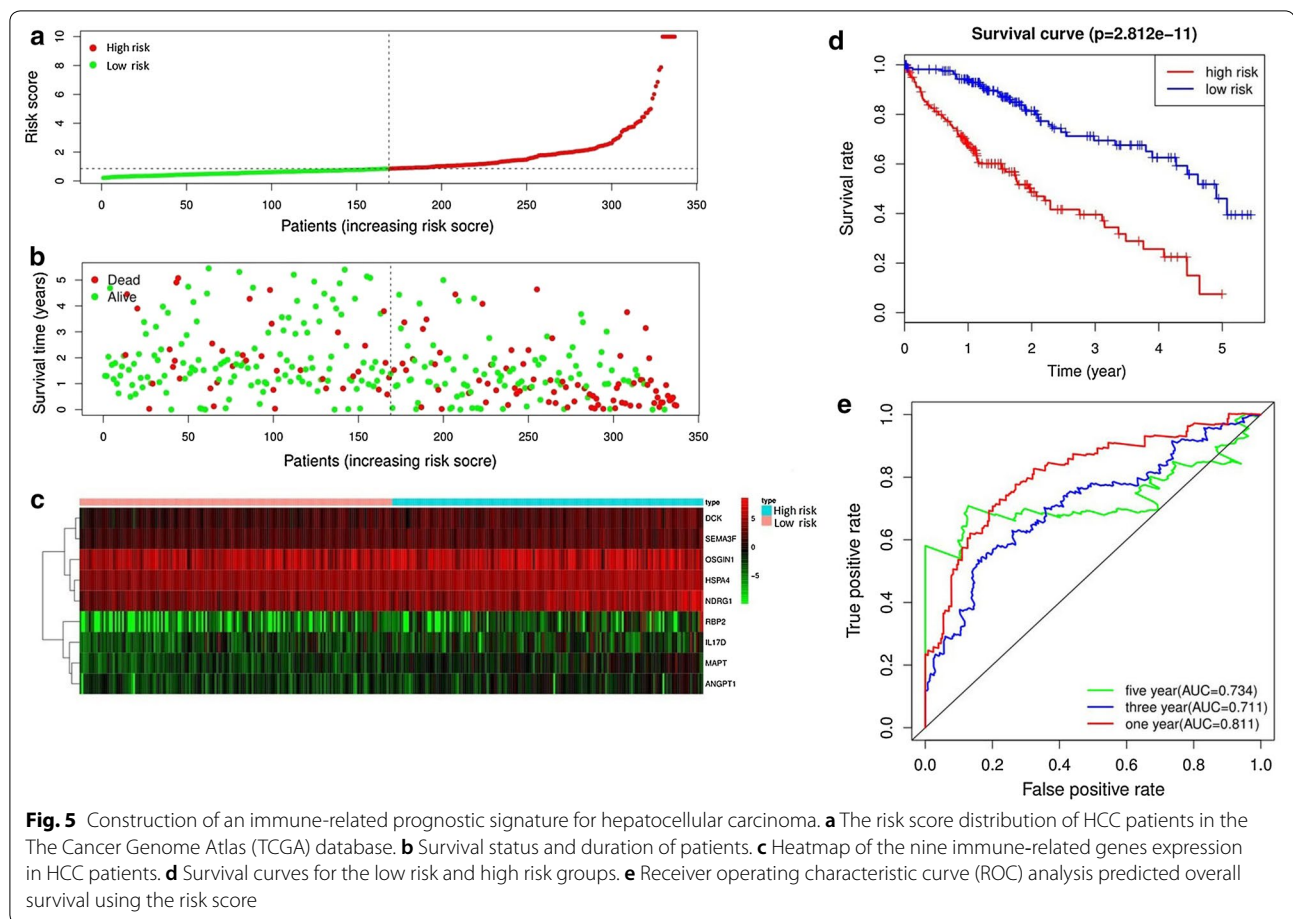 a
10
8
6
4
2
0
Risk score
High risk
Low risk
0 50 100 150 200 250 300 350
Patients (increasing risk socre)
b
5
4
3
2
1
0
Survival time (years)
Dead
Alive
0 50 100 150 200 250 300 350
Patients (increasing risk socre)
c
type
DCK
SEMA3F
OSGIN1
HSPA4
NDRG1
RBP2
IL17D
MAPT
ANGPT1
5
0
−5
type
High risk
Low risk
d
Survival curve (p=2.812e−11)
1.0
0.8
0.6
0.4
0.2
0.0
Survival rate
high risk
low risk
0 1 2 3 4 5
Time (year)
e
1.0
0.8
0.6
0.4
0.2
0.0
True positive rate
five year(AUC=0.734)
three year(AUC=0.711)
one year(AUC=0.811)
0.0 0.2 0.4 0.6 0.8 1.0
False positive rate
Fig. 5 Construction of an immune-related prognostic signature for hepatocellular carcinoma. a The risk score distribution of HCC patients in the
The Cancer Genome Atlas (TCGA) database. b Survival status and duration of patients. c Heatmap of the nine immune-related genes expression
in HCC patients. d Survival curves for the low risk and high risk groups. e Receiver operating characteristic curve (ROC) analysis predicted overall
survival using the risk score